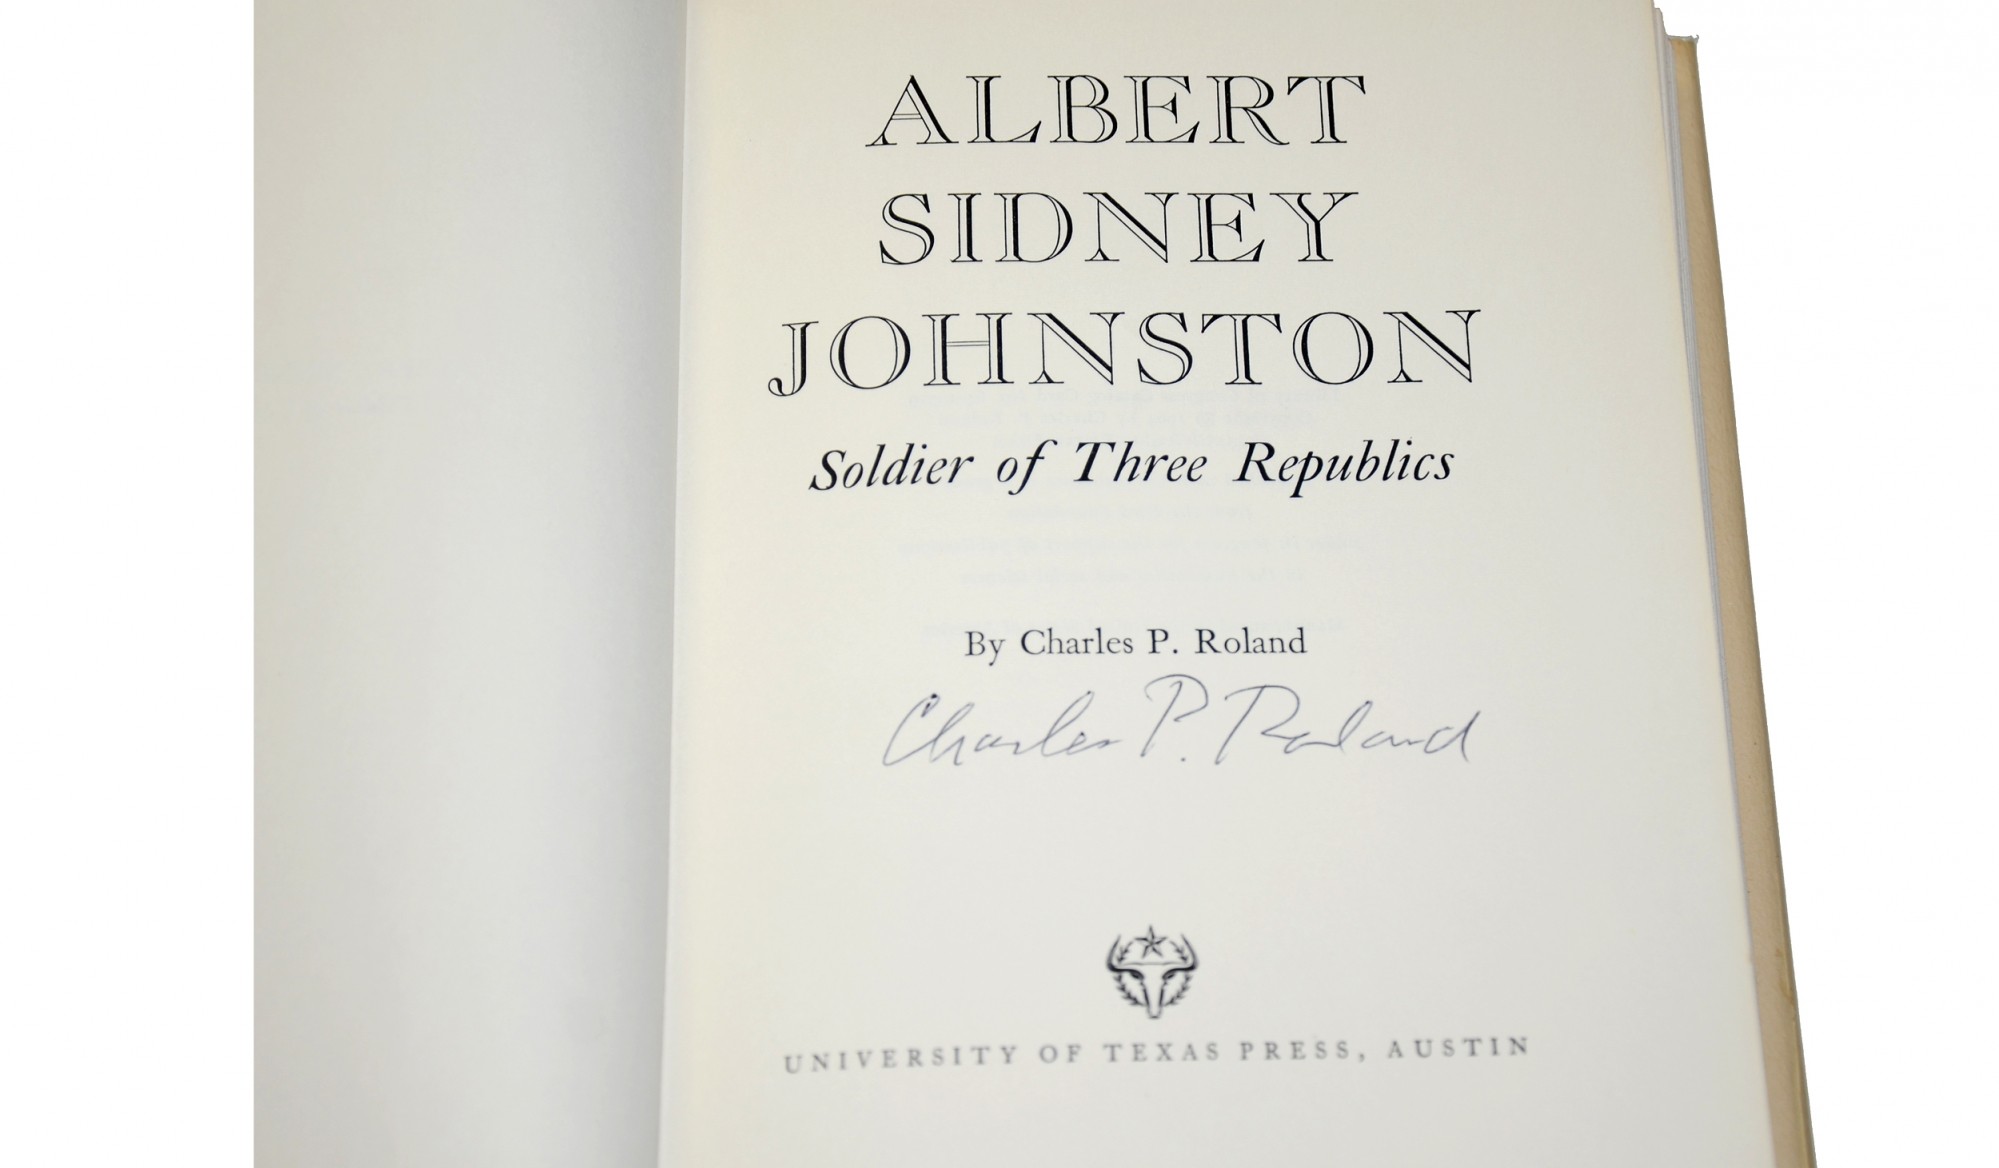 ALBERT
SIDNEY
JOHNSTON
Soldier of Three Republics
By Charles P. Roland
Charles P. Roland
UNIVERSITY OF TEXAS PRESS, AUSTIN